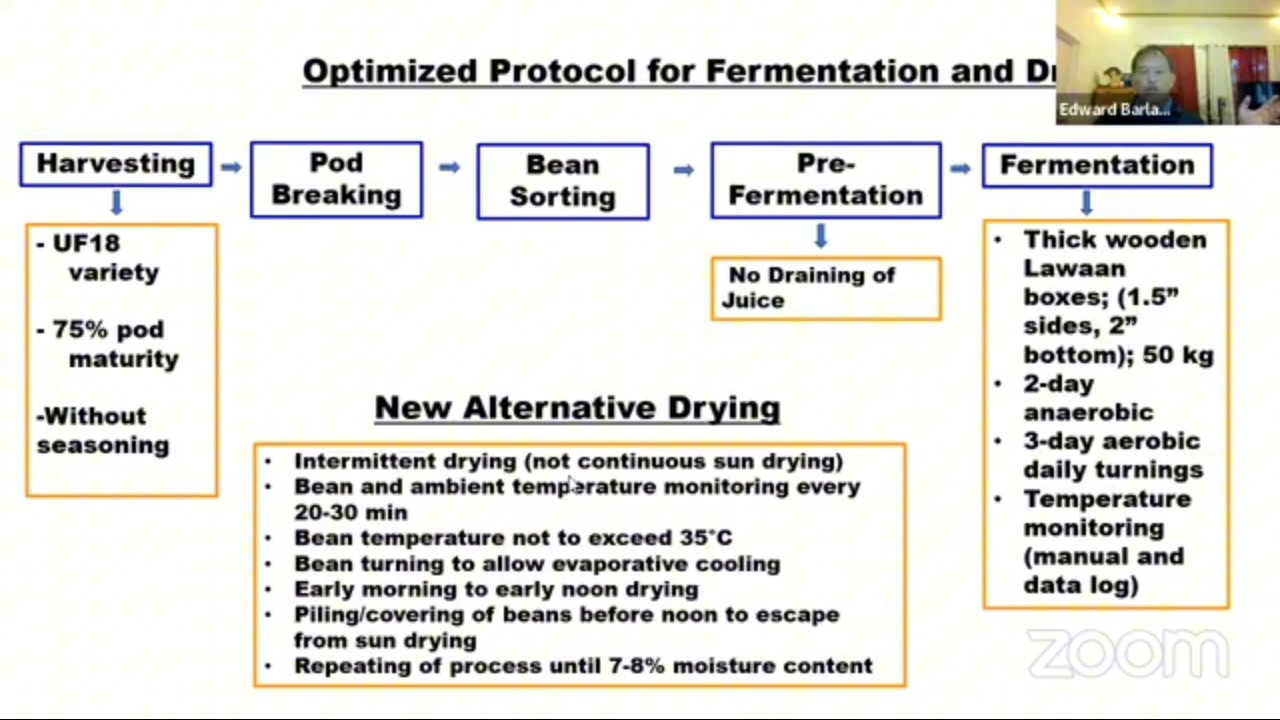 Optimized Protocol for Fermentation and
Edward Barla...
Harvesting
Pod
Breaking
Bean
Sorting
Pre-
Fermentation
Fermentation
- UF18
variety
- 75% pod
maturity
-Without
seasoning
No Draining of
Juice
• Thick wooden
Lawaan
boxes; (1.5”
sides, 2”
bottom); 50 kg
• 2-day
anaerobic
• 3-day aerobic
daily turnings
• Temperature
monitoring
(manual and
data log)
New Alternative Drying
• Intermittent drying (not continuous sun drying)
• Bean and ambient temperature monitoring every
20-30 min
• Bean temperature not to exceed 35°C
• Bean turning to allow evaporative cooling
• Early morning to early noon drying
• Piling/covering of beans before noon to escape
from sun drying
• Repeating of process until 7-8% moisture content
zoom